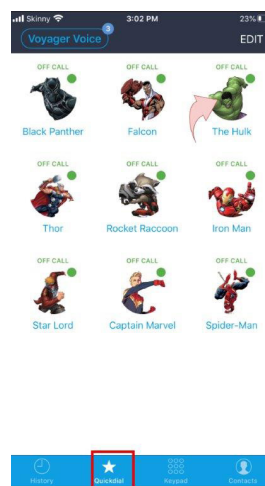 Skinny 3:02 PM 23%
Voyager Voice 3 EDIT
OFF CALL OFF CALL OFF CALL
Black Panther Falcon The Hulk
OFF CALL OFF CALL OFF CALL
Thor Rocket Raccoon Iron Man
OFF CALL OFF CALL OFF CALL
Star Lord Captain Marvel Spider-Man
History Quickdial Keypad Contacts